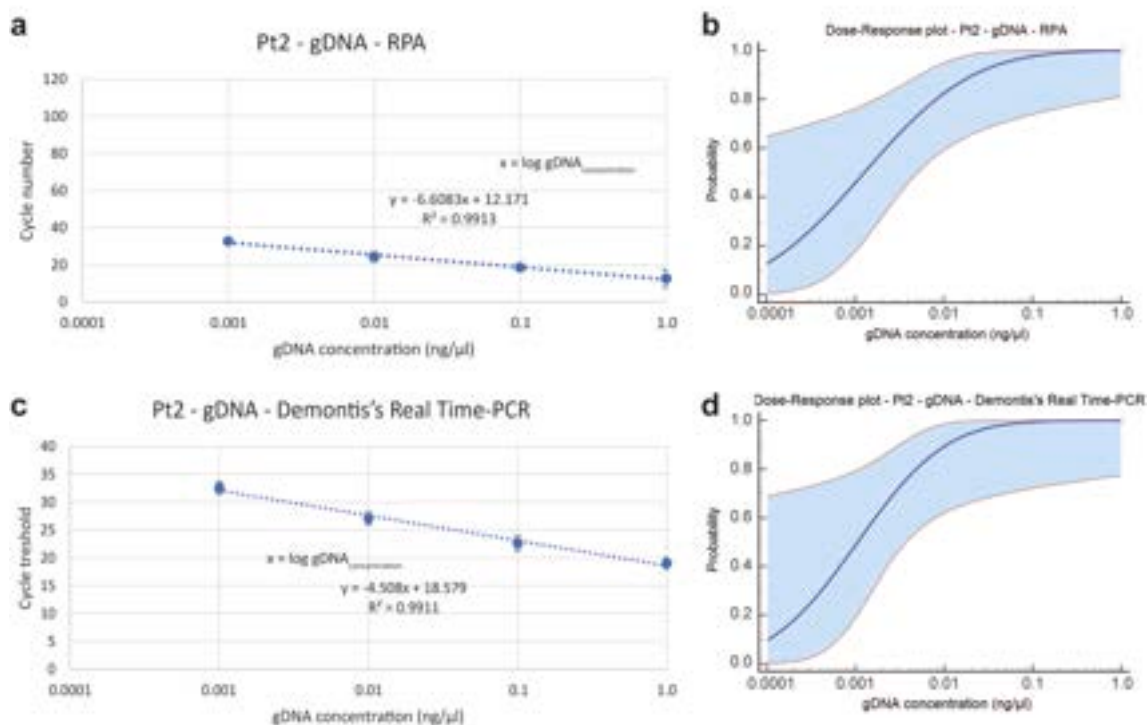 a
Pt2 - gDNA - RPA
120
100
80
60
40
20
0
Cycle number
x = log gDNA
y = -6.6083x + 12.171
R² = 0.9913
0.0001 0.001 0.01 0.1 1.0
gDNA concentration (ng/µl)
b
Dose-Response plot - Pt2 - gDNA - RPA
1.0
0.8
0.6
0.4
0.2
0.0
Probability
0.0001 0.001 0.01 0.1 1.0
gDNA concentration (ng/µl)
c
Pt2 - gDNA - Demontis's Real Time-PCR
40
35
30
25
20
15
10
5
0
Cycle treshold
x = log gDNA
y = -4.508x + 18.579
R² = 0.9911
0.0001 0.001 0.01 0.1 1.0
gDNA concentration (ng/µl)
d
Dose-Response plot - Pt2 - gDNA - Demontis's Real Time-PCR
1.0
0.8
0.6
0.4
0.2
0.0
Probability
0.0001 0.001 0.01 0.1 1.0
gDNA concentration (ng/µl)